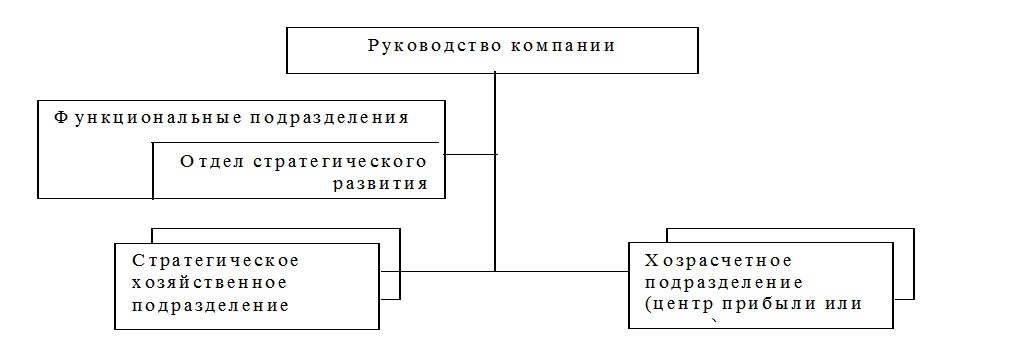 Руководство компании
Функциональные подразделения
Отдел стратегического
развития
Стратегическое
хозяйственное
подразделение
Хозрасчетное
подразделение
(центр прибыли или